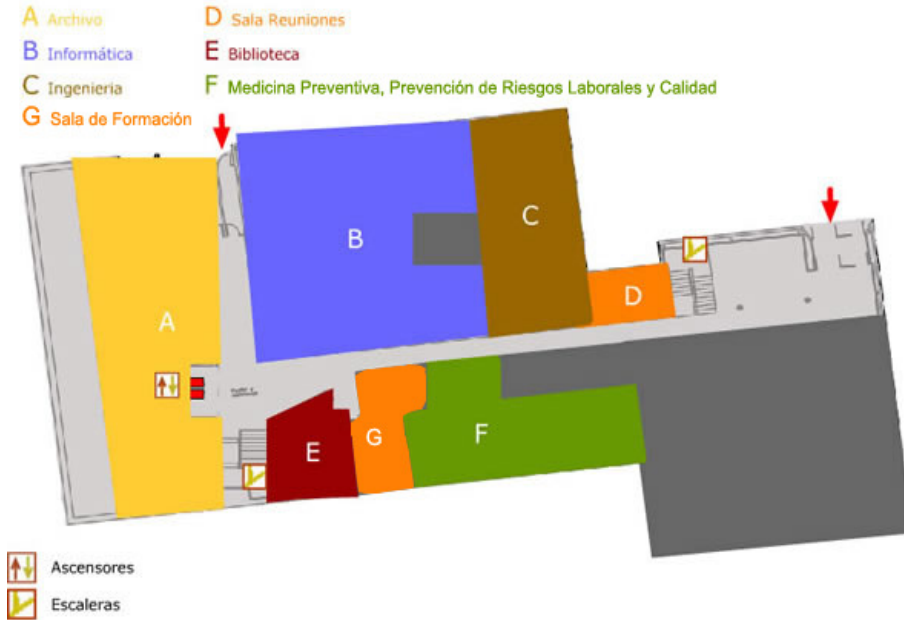 A Archivo
B Informática
C Ingenieria
G Sala de Formación
D Sala Reuniones
E Biblioteca
F Medicina Preventiva, Prevención de Riesgos Laborales y Calidad
B
C
A
D
E
G
F
Ascensores
Escaleras